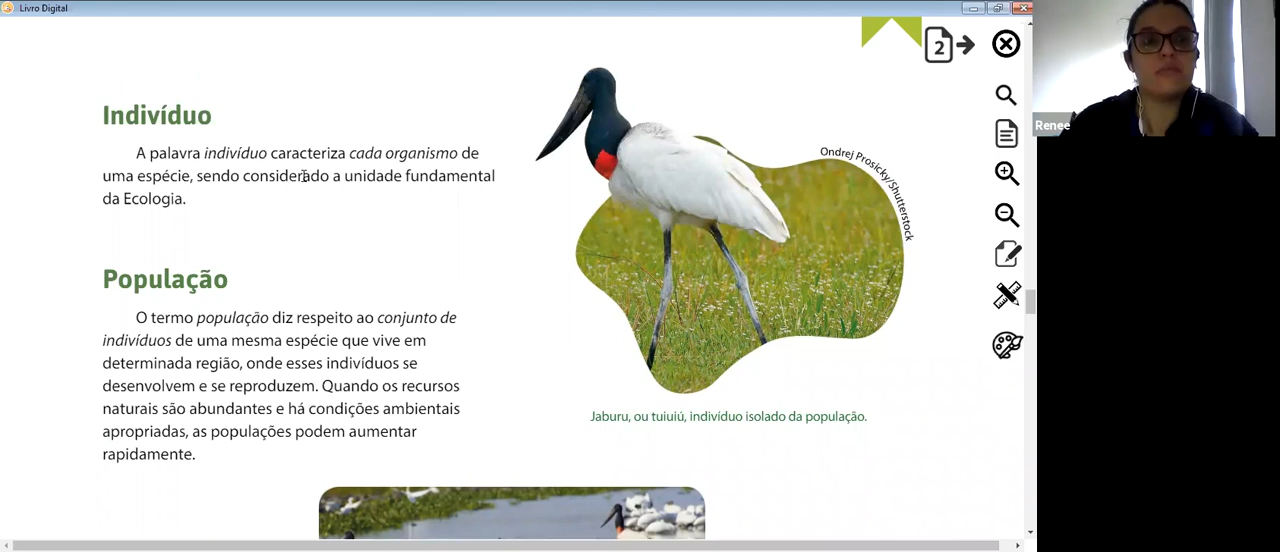 Livro Digital
2
Indivíduo
A palavra indivíduo caracteriza cada organismo de
uma espécie, sendo considerado a unidade fundamental
da Ecologia.
População
O termo população diz respeito ao conjunto de
indivíduos de uma mesma espécie que vive em
determinada região, onde esses indivíduos se
desenvolvem e se reproduzem. Quando os recursos
naturais são abundantes e há condições ambientais
apropriadas, as populações podem aumentar
rapidamente.
Ondrej Prosicky/Shutterstock
Jaburu, ou tuiuiú, indivíduo isolado da população.
Renee